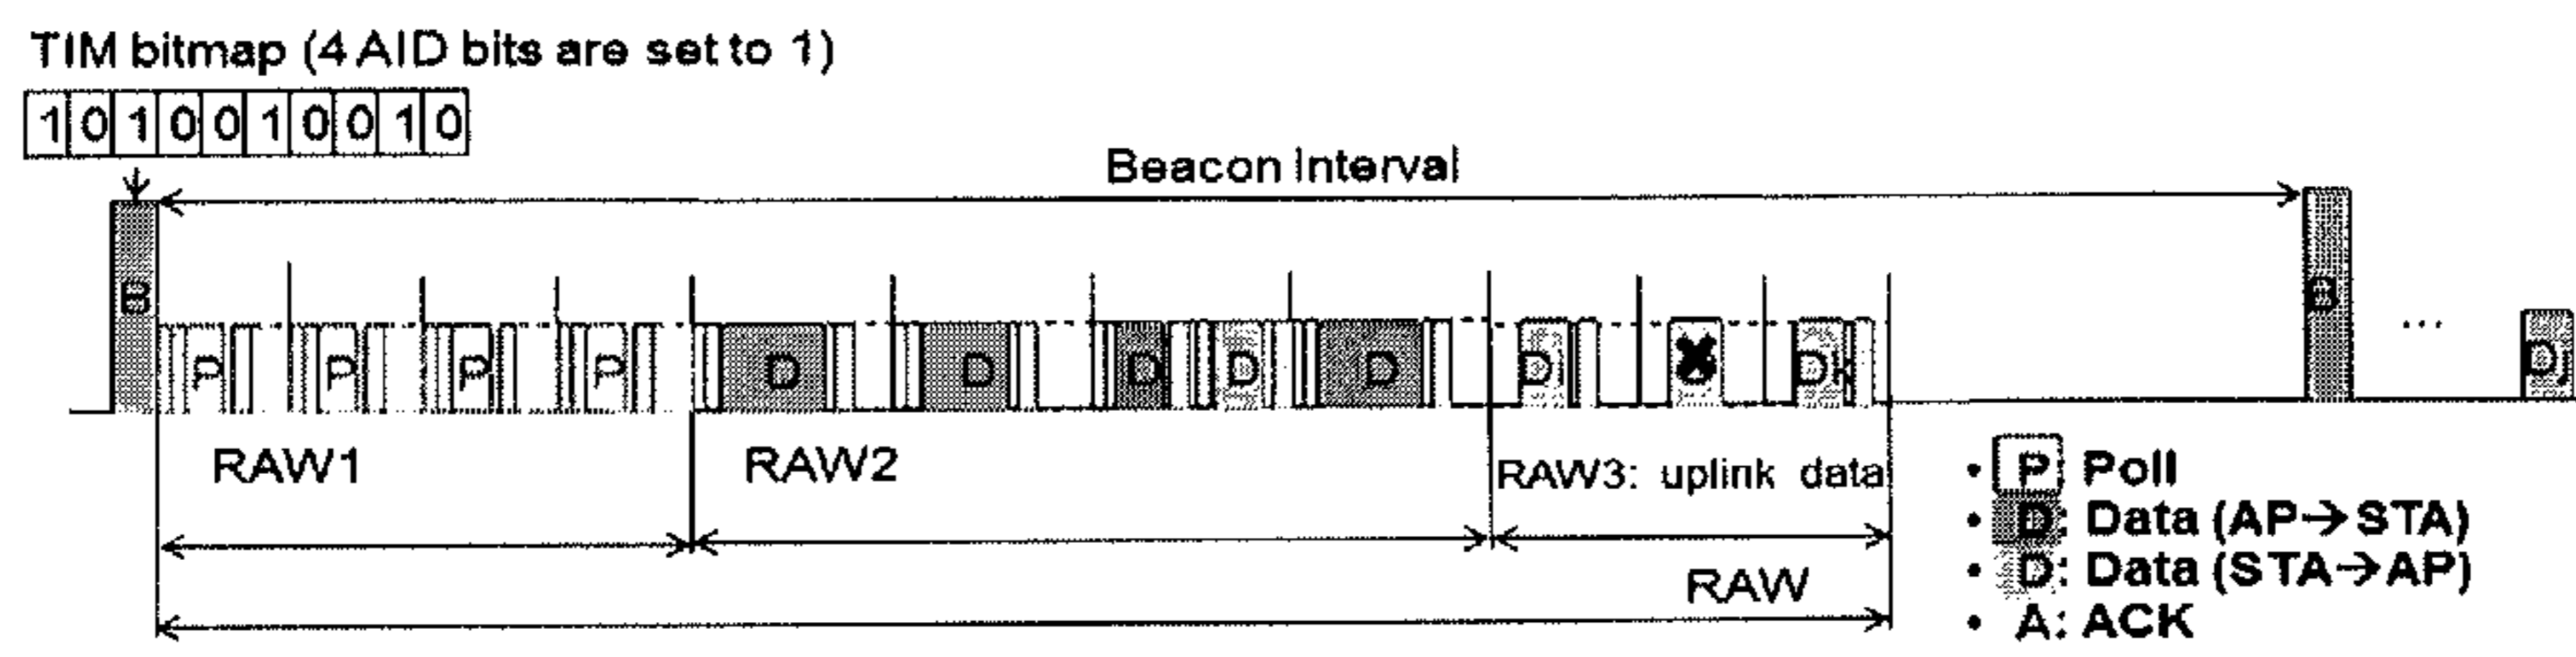 TIM bitmap (4 AID bits are set to 1)
1 0 1 0 0 1 0 0 1 0
Beacon Interval
B
B
...
P P P P D D D D D D D D
RAW1
RAW2
RAW3: uplink data
RAW
• P: Poll
• D: Data (AP→STA)
• D: Data (STA→AP)
• A: ACK